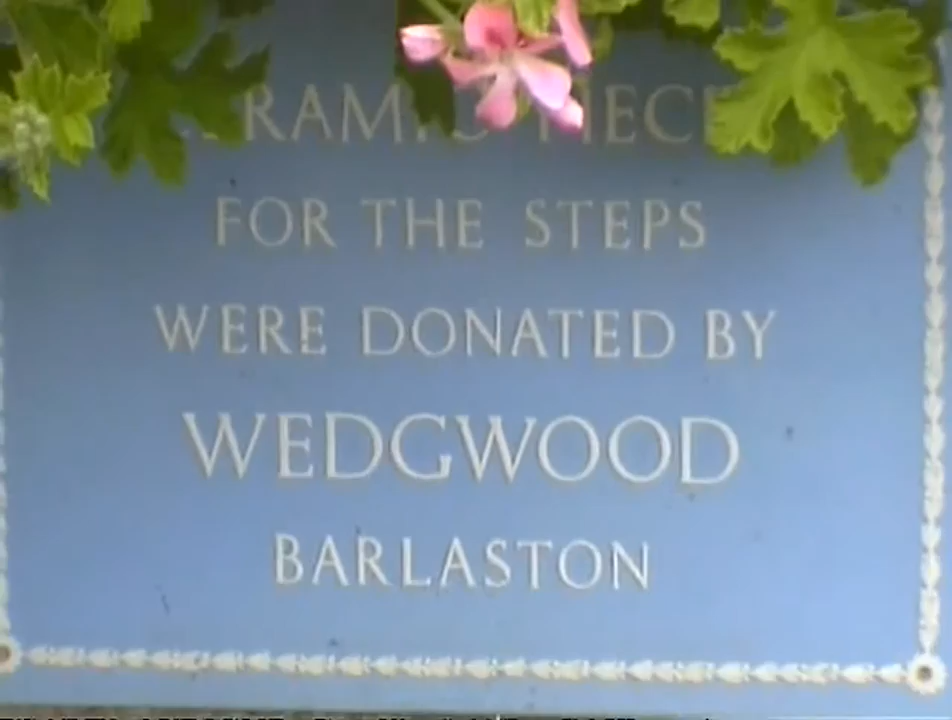 FOR THE STEPS
WERE DONATED BY
WEDGWOOD
BARLASTON